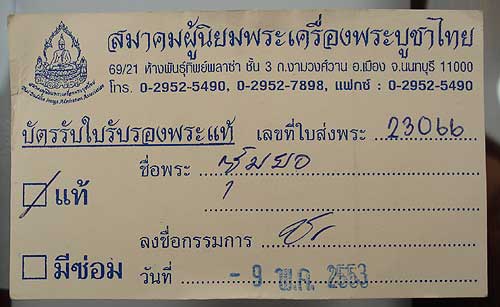 สมาคมผู้นิยมพระเครื่องพระบูชาไทย
69/21 ห้างพันธุ์ทิพย์พลาซ่า ชั้น 3 ถ.งามวงศ์วาน อ.เมือง จ.นนทบุรี 11000
โทร. 0-2952-5490, 0-2952-7898, แฟกซ์ : 0-2952-5490
บัตรรับใบรับรองพระแท้ เลขที่ใบส่งพระ 23066
ชื่อพระ ซุ้มยอ
แท้
ลงชื่อกรรมการ
มีซ่อม วันที่ - 9 พ.ค. 2553